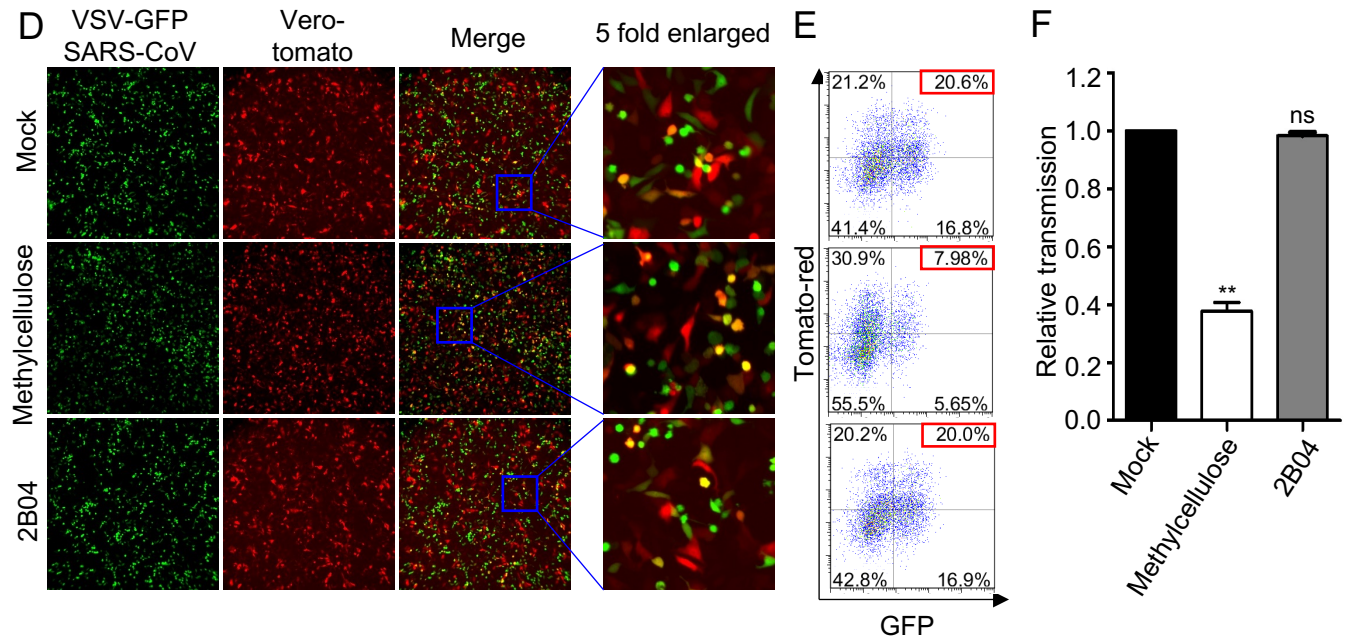 D
VSV-GFP
SARS-CoV
Vero-
tomato
Merge
5 fold enlarged
Mock
Methylcellulose
2B04
E
21.2%
20.6%
41.4%
16.8%
30.9%
7.98%
55.5%
5.65%
20.2%
20.0%
42.8%
16.9%
Tomato-red
GFP
F
Relative transmission
1.2
1.0
0.8
0.6
0.4
0.2
0.0
ns
**
Mock
Methylcellulose
2B04